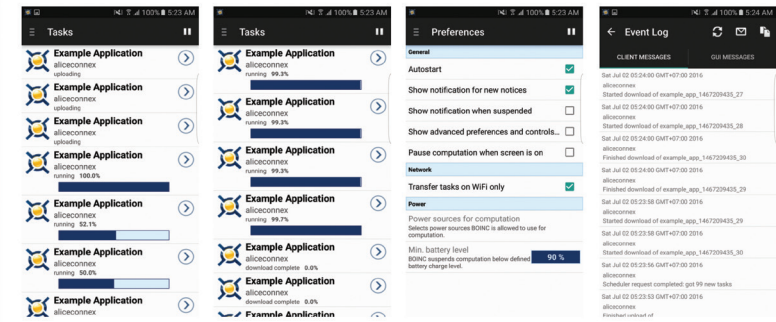 100% 5:23 AM
Tasks
Example Application
aliceconnex
uploading
Example Application
aliceconnex
uploading
Example Application
aliceconnex
uploading
Example Application
aliceconnex
running 100.0%
Example Application
aliceconnex
running 52.1%
Example Application
aliceconnex
running 50.0%
Example Application
aliceconnex
100% 5:23 AM
Tasks
Example Application
aliceconnex
running 99.3%
Example Application
aliceconnex
running 99.3%
Example Application
aliceconnex
running 99.3%
Example Application
aliceconnex
running 99.7%
Example Application
aliceconnex
download complete 0.0%
Example Application
aliceconnex
download complete 0.0%
Example Application
100% 5:23 AM
Preferences
General
Autostart
Show notification for new notices
Show notification when suspended
Show advanced preferences and controls...
Pause computation when screen is on
Network
Transfer tasks on WiFi only
Power
Power sources for computation
Selects power sources BOINC is allowed to use for
computation.
Min. battery level
BOINC suspends computation below defined
battery charge level.
90 %
100% 5:24 AM
Event Log
CLIENT MESSAGES
GUI MESSAGES
Sat Jul 02 05:24:00 GMT+07:00 2016
aliceconnex
Started download of example_app_1467209435_27
Sat Jul 02 05:24:00 GMT+07:00 2016
aliceconnex
Started download of example_app_1467209435_28
Sat Jul 02 05:24:00 GMT+07:00 2016
aliceconnex
Finished download of example_app_1467209435_30
Sat Jul 02 05:24:00 GMT+07:00 2016
aliceconnex
Finished download of example_app_1467209435_29
Sat Jul 02 05:23:58 GMT+07:00 2016
aliceconnex
Started download of example_app_1467209435_29
Sat Jul 02 05:23:58 GMT+07:00 2016
aliceconnex
Started download of example_app_1467209435_30
Sat Jul 02 05:23:56 GMT+07:00 2016
aliceconnex
Scheduler request completed: got 99 new tasks
Sat Jul 02 05:23:53 GMT+07:00 2016
aliceconnex
Finished upload of